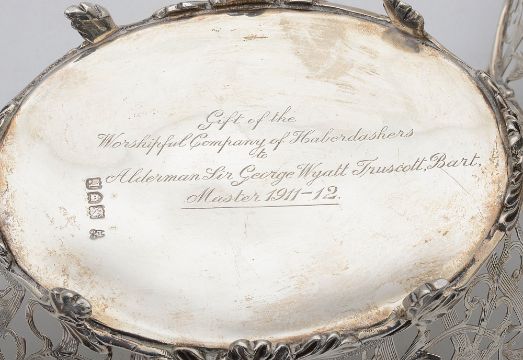 Gift of the
Worshipful Company of Haberdashers
to
Alderman Sir George Wyatt Truscott, Bart.
Master 1911-12.